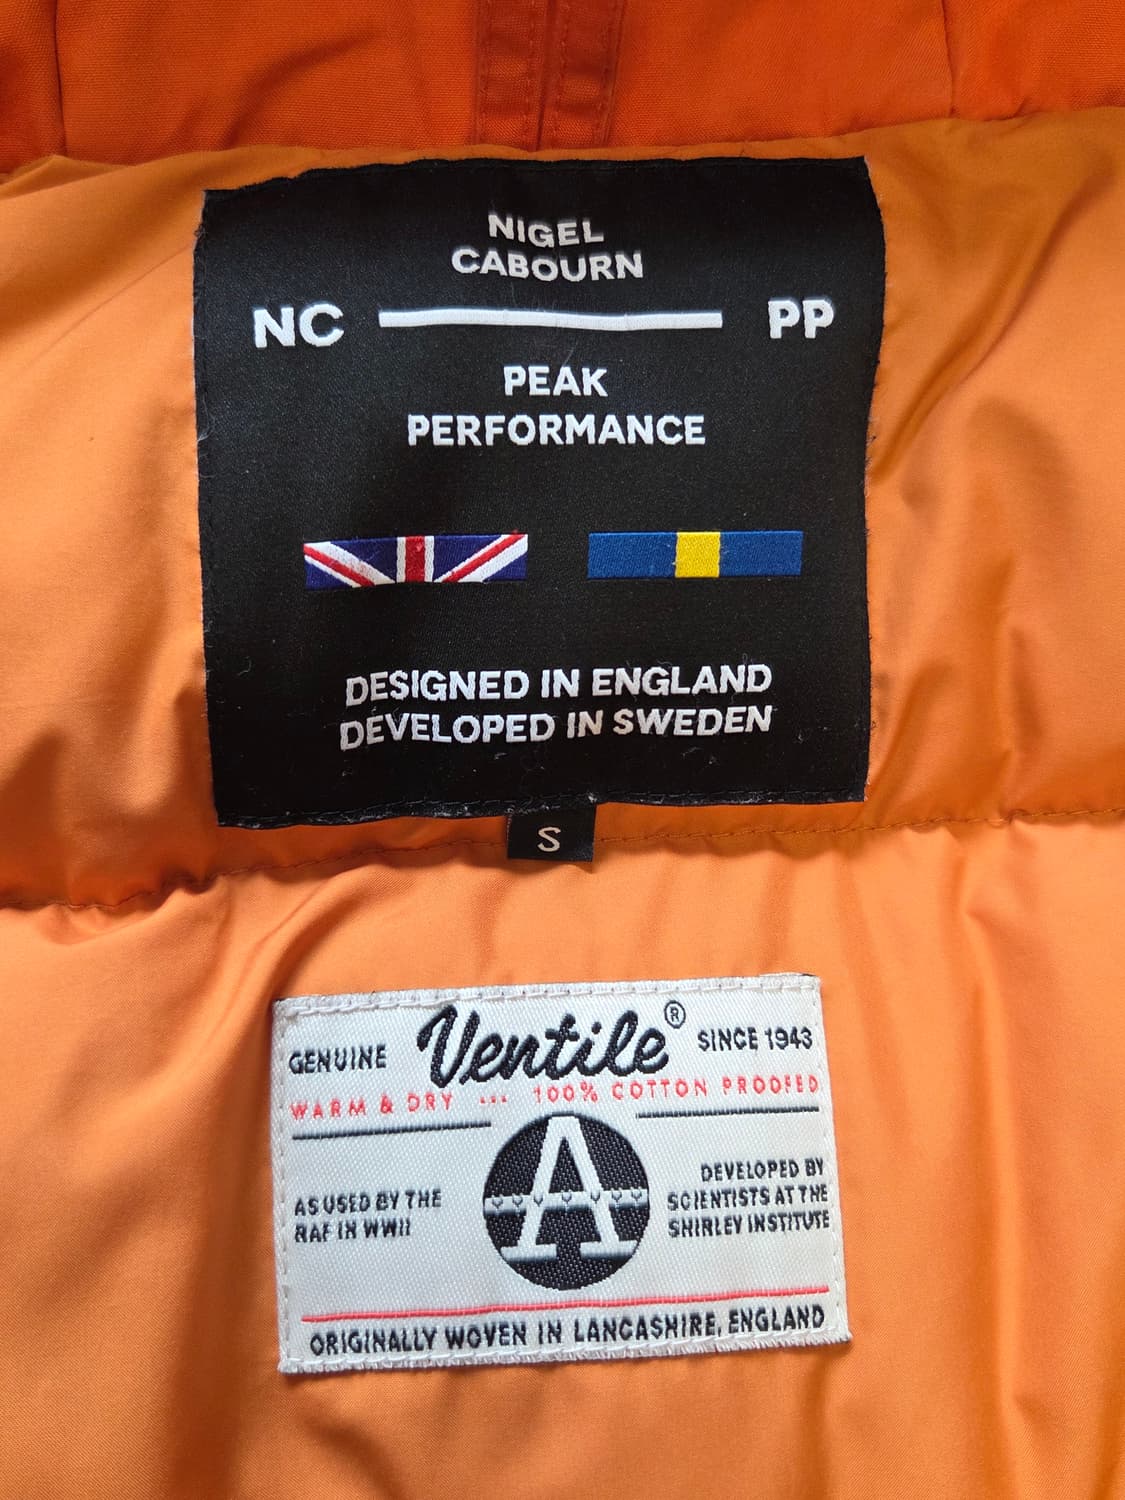 NIGEL
CABOURN
NC PP
PEAK
PERFORMANCE
DESIGNED IN ENGLAND
DEVELOPED IN SWEDEN
S
GENUINE Ventile® SINCE 1943
WARM & DRY ... 100% COTTON PROOFED
A
AS USED BY THE
RAF IN WWII
DEVELOPED BY
SCIENTISTS AT THE
SHIRLEY INSTITUTE
ORIGINALLY WOVEN IN LANCASHIRE, ENGLAND